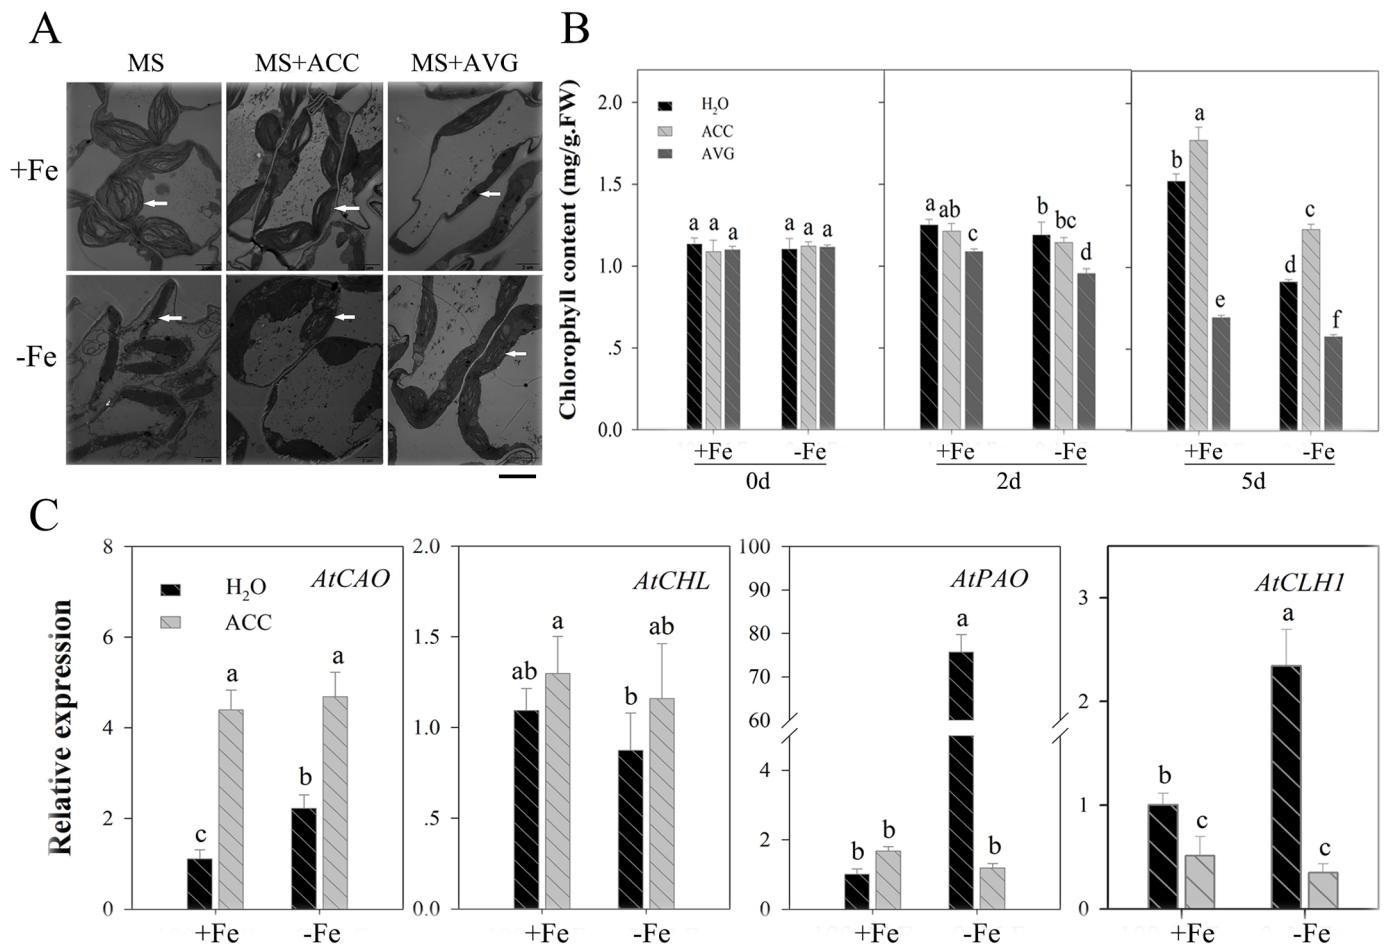 A
MS
MS+ACC
MS+AVG
+Fe
-Fe
B
Chlorophyll content (mg/g.FW)
2.0
1.5
1.0
.5
0.0
H₂O
ACC
AVG
a a a
a a a
a ab c
b bc d
b a e
d c f
+Fe -Fe +Fe -Fe +Fe -Fe
0d 2d 5d
C
Relative expression
8
6
4
2
0
H₂O
ACC
AtCAO
c a b a
+Fe -Fe
2.0
1.5
1.0
.5
0.0
AtCHL
ab a b ab
+Fe -Fe
100
90
80
70
60
4
2
0
AtPAO
b b a b
+Fe -Fe
3
2
1
0
AtCLH1
b c a c
+Fe -Fe